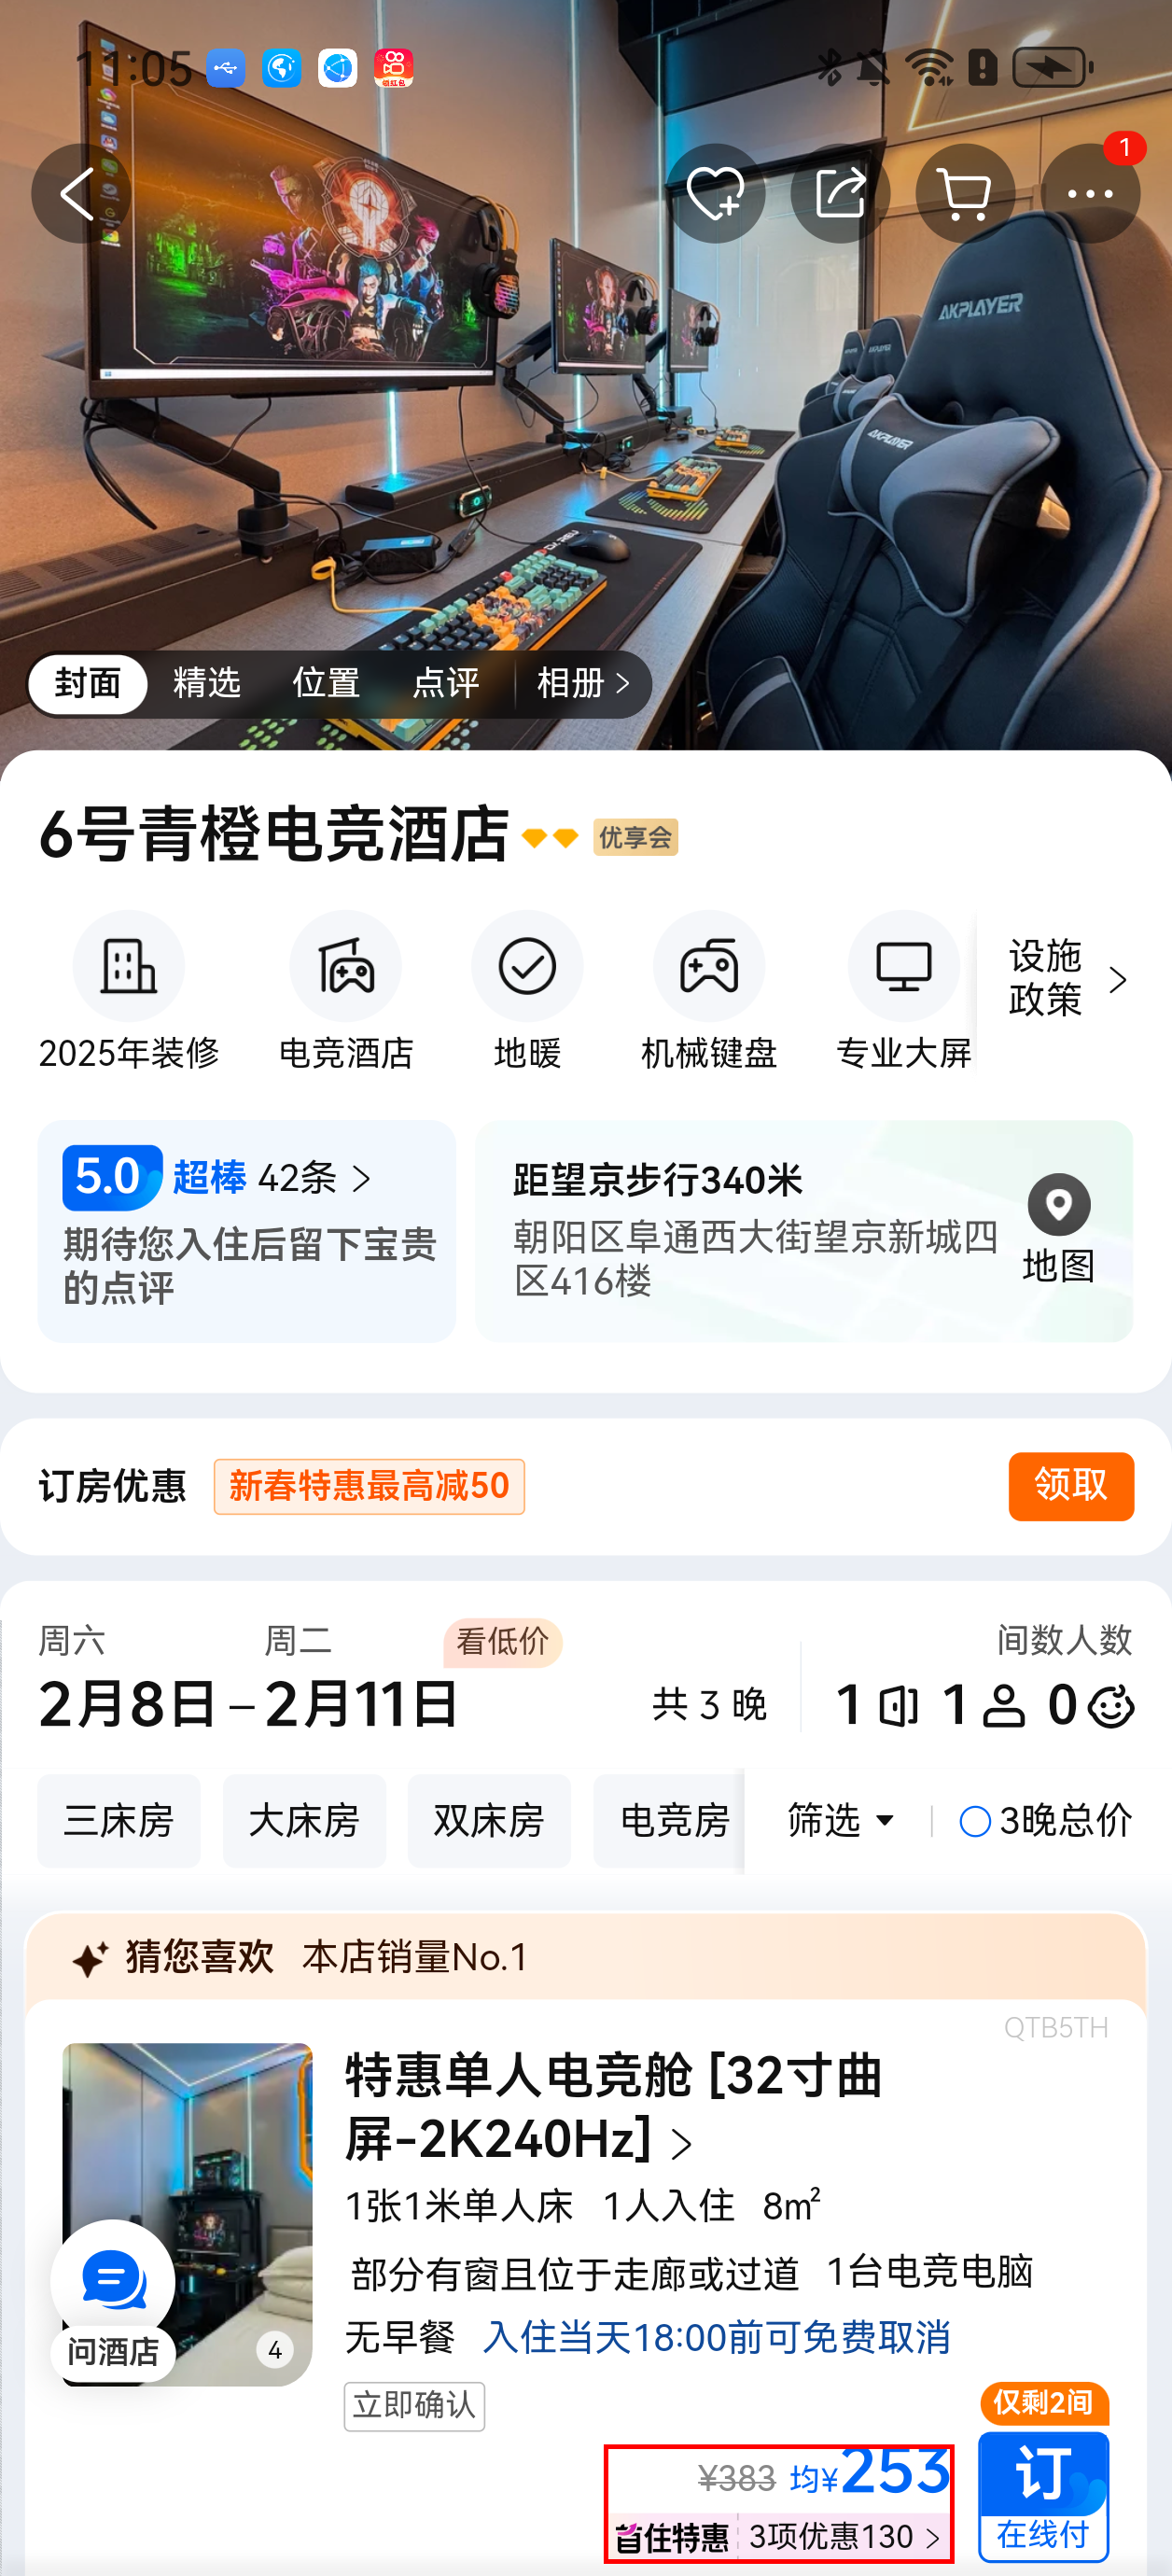 11:05
领红包
1
AKPLAYER
AKPLAYER
AKPLAYER
封面 精选 位置 点评 相册
6号青橙电竞酒店 优享会
2025年装修 电竞酒店 地暖 机械键盘 专业大屏 设施政策
5.0 超棒 42条
期待您入住后留下宝贵
的点评
距望京步行340米
朝阳区阜通西大街望京新城四
区416楼
地图
订房优惠 新春特惠最高减50 领取
周六 周二 看低价 间数人数
2月8日 – 2月11日 共 3 晚 1 1 0
三床房 大床房 双床房 电竞房 筛选 3晚总价
猜您喜欢 本店销量No.1
QTB5TH
特惠单人电竞舱 [32寸曲
屏-2K240Hz]
1张1米单人床 1人入住 8㎡
部分有窗且位于走廊或过道 1台电竞电脑
无早餐 入住当天18:00前可免费取消
问酒店
4
立即确认
仅剩2间
¥383 均¥253
订
首住特惠 3项优惠130
在线付